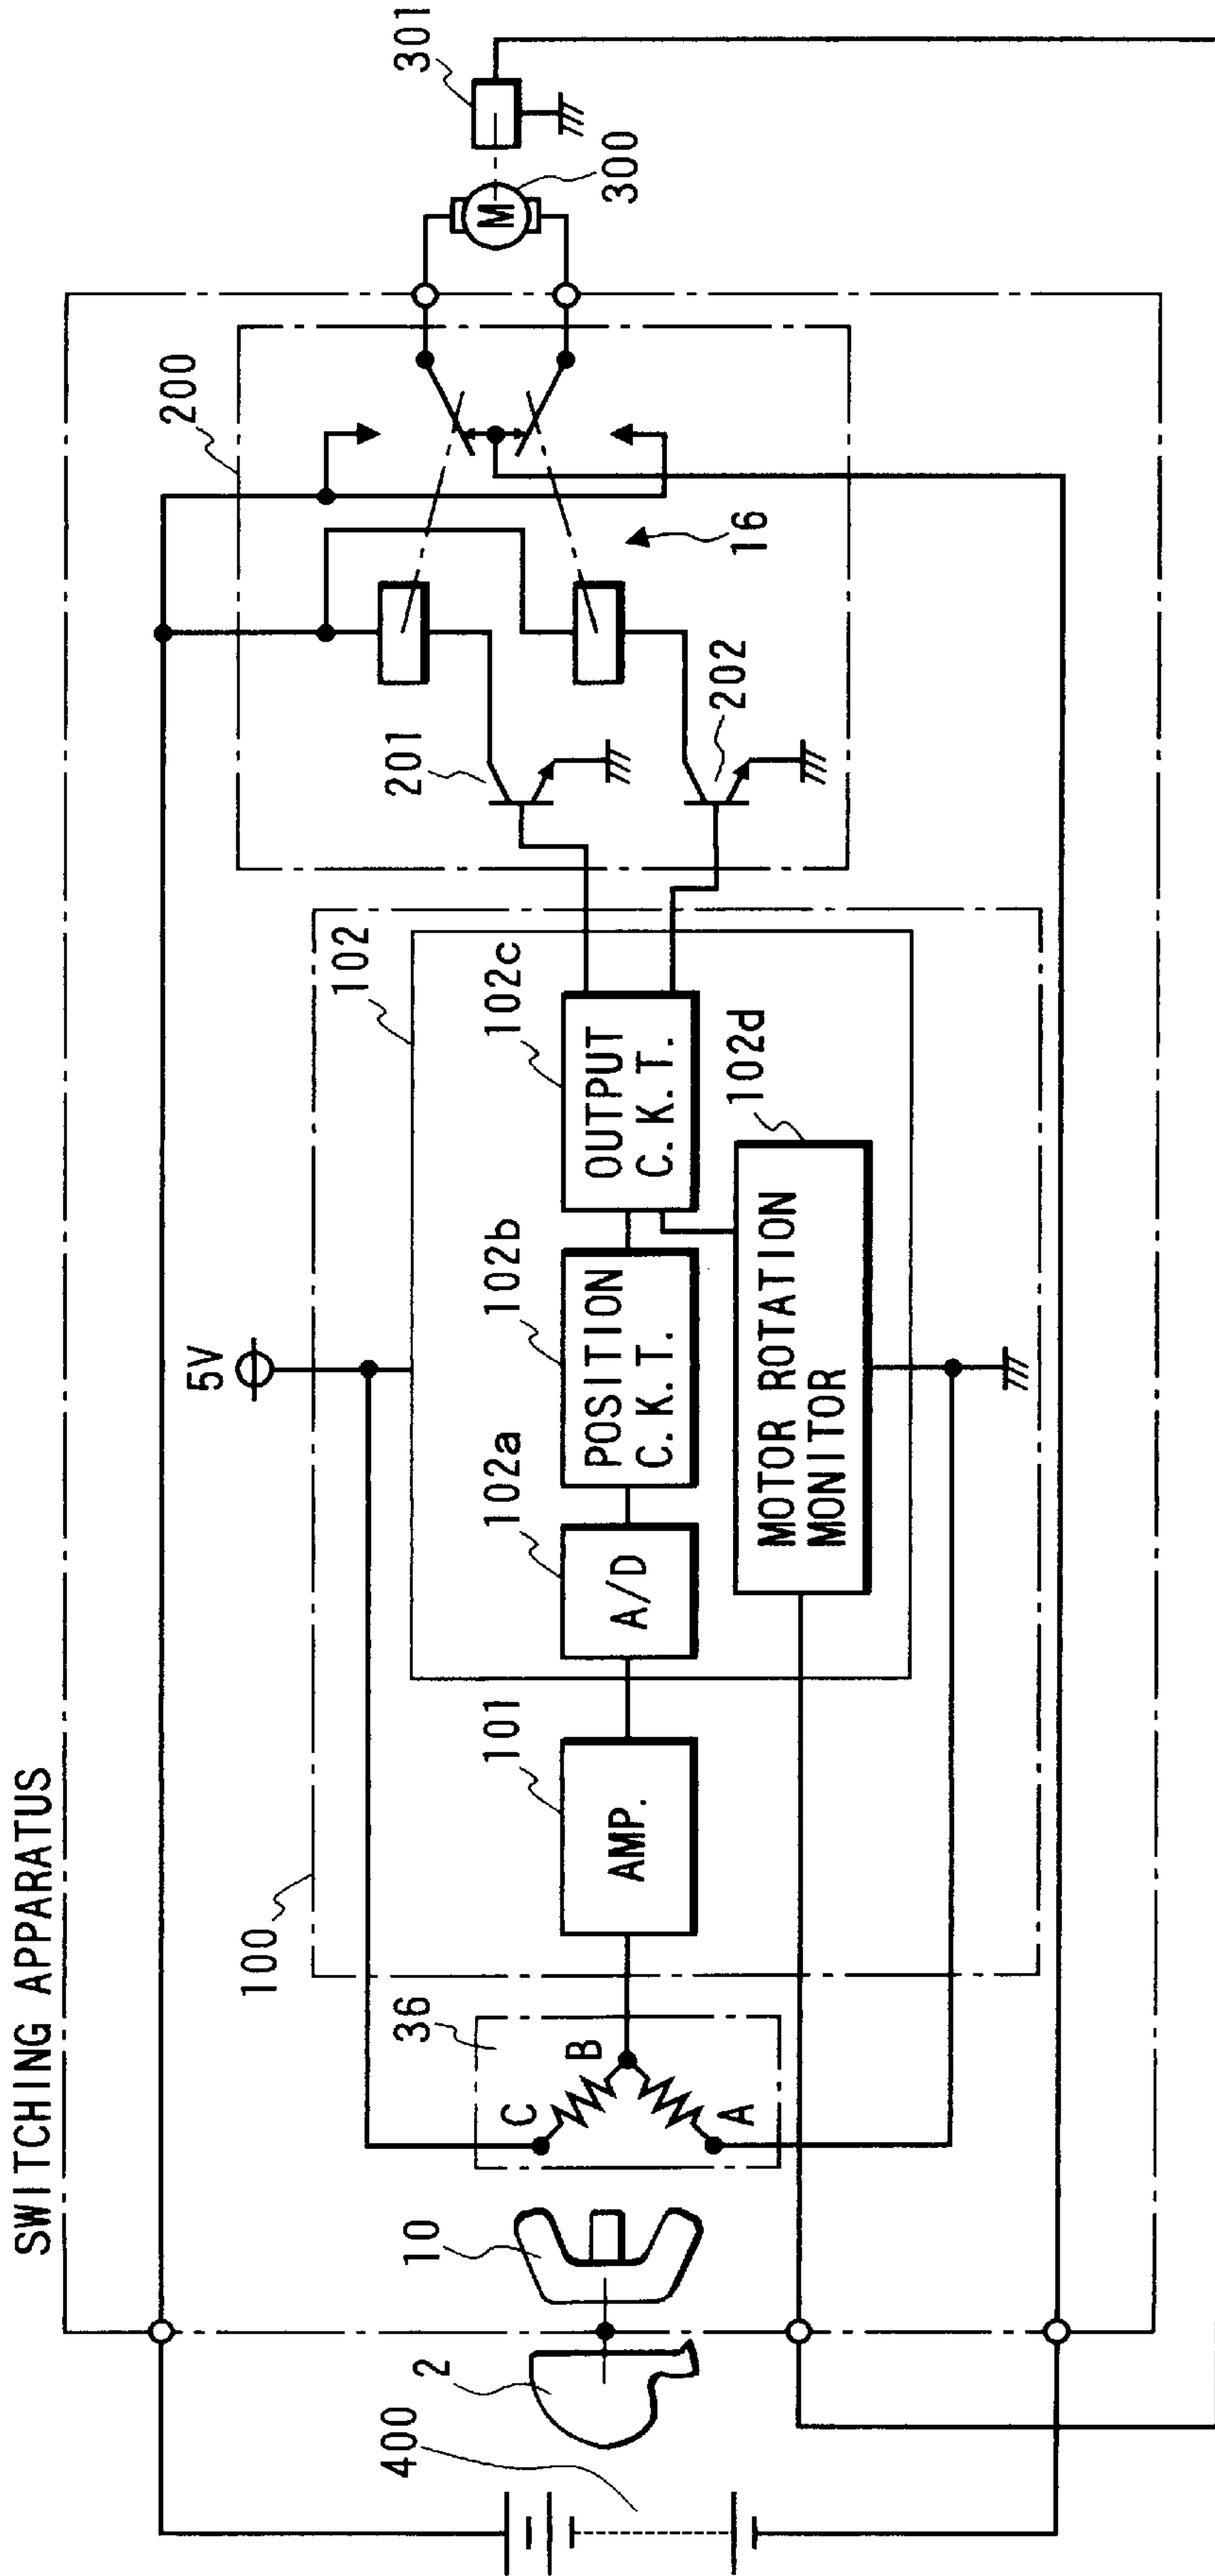 SWITCHING APPARATUS
100
5V
102
200
301
300
M
36
C
B
A
101
AMP.
102a
A/D
102b
POSITION
C.K.T.
102c
OUTPUT
C.K.T.
102d
MOTOR ROTATION
MONITOR
201
202
16
10
2
400